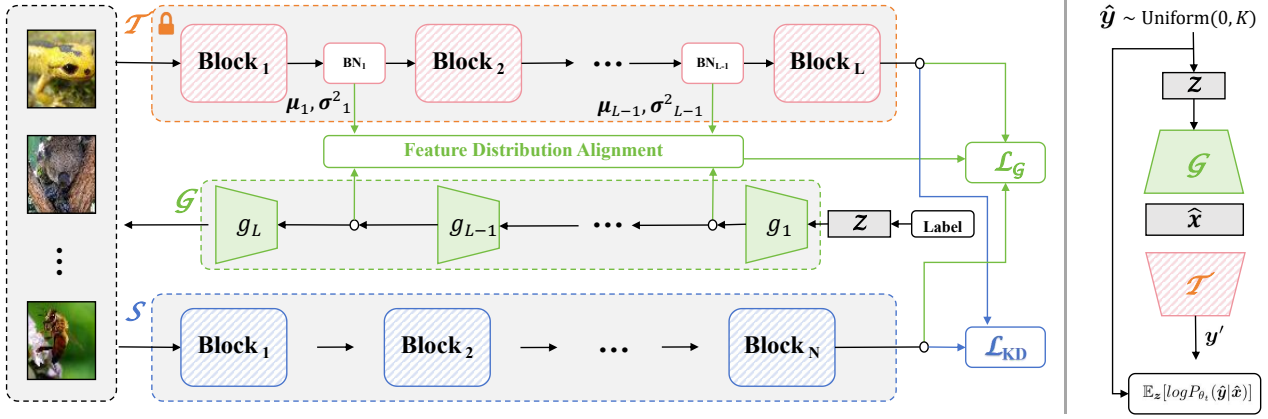 𝒯
Block 1
BN1
Block 2
...
BNL-1
Block L
μ1, σ²1
μL−1, σ²L−1
Feature Distribution Alignment
ℒ𝒢
𝒢
gL
gL−1
...
g1
z
Label
𝒮
Block 1
Block 2
...
Block N
ℒKD
ŷ ~ Uniform(0, K)
z
𝒢
x̂
𝒯
y′
𝔼z[logPθt(ŷ|x̂)]